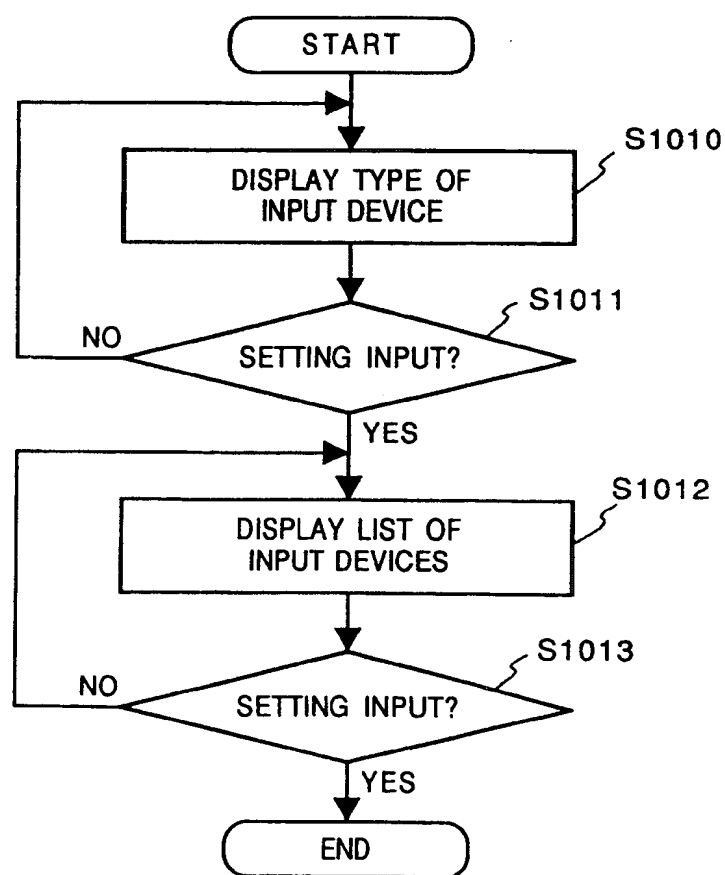 START
S1010
DISPLAY TYPE OF
INPUT DEVICE
S1011
NO
SETTING INPUT?
YES
S1012
DISPLAY LIST OF
INPUT DEVICES
S1013
NO
SETTING INPUT?
YES
END